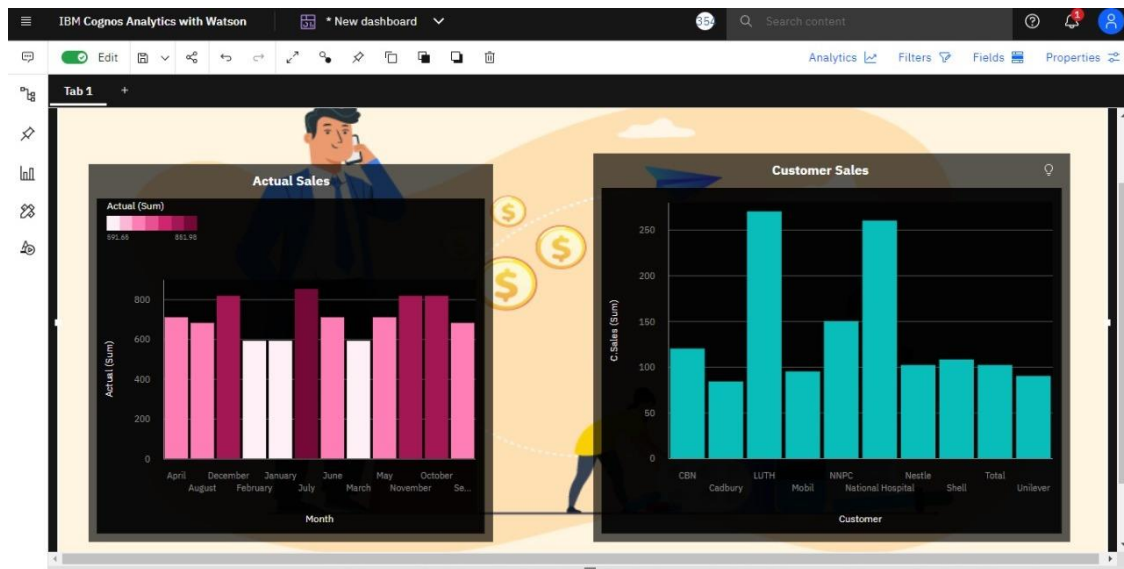 IBM Cognos Analytics with Watson
* New dashboard
354
Search content
1
Edit
Analytics
Filters
Fields
Properties
Tab 1
+
Actual Sales
Actual (Sum)
591.65 861.98
Actual (Sum)
800
600
400
200
0
April December January June May October
August February July March November Se...
Month
Customer Sales
C.Sales (Sum)
250
200
150
100
50
0
CBN LUTH NNPC Nestle Total
Cadbury Mobil National Hospital Shell Unilever
Customer
$
$
$